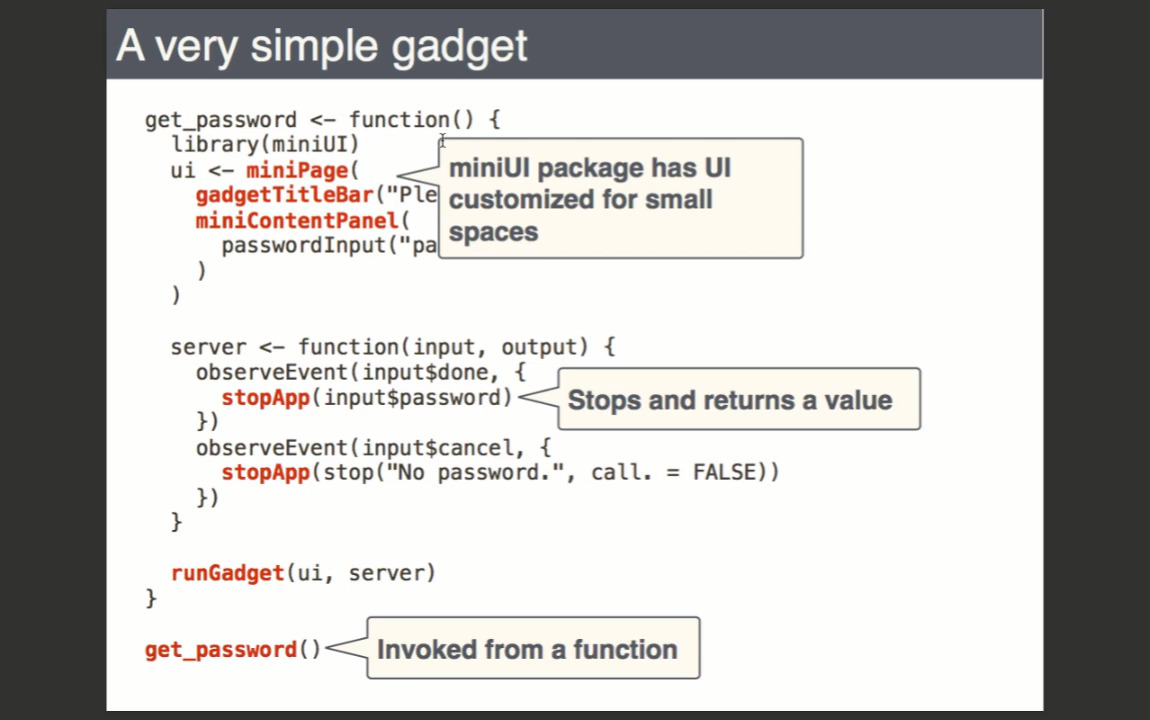 A very simple gadget
get_password <- function() {
library(miniUI)
ui <- miniPage(
gadgetTitleBar("Ple
miniContentPanel(
passwordInput("pa
)
)
miniUI package has UI
customized for small
spaces
server <- function(input, output) {
observeEvent(input$done, {
stopApp(input$password)
Stops and returns a value
})
observeEvent(input$cancel, {
stopApp(stop("No password.", call. = FALSE))
})
}
runGadget(ui, server)
}
get_password()
Invoked from a function